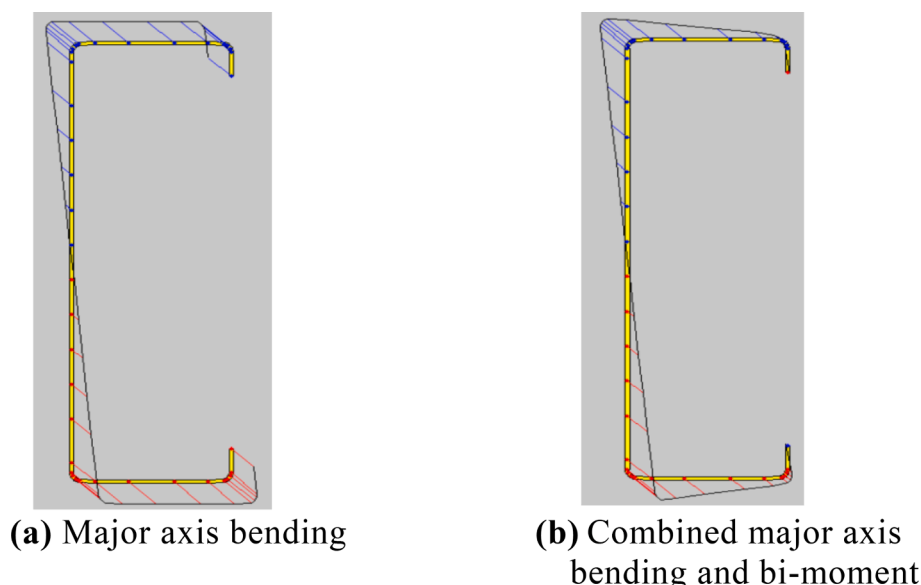 (a) Major axis bending
(b) Combined major axis
bending and bi-moment